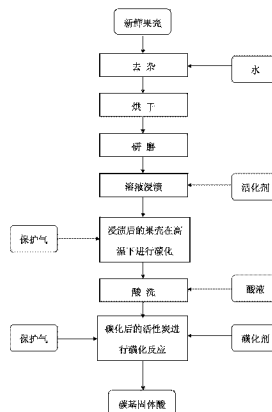 新鲜果壳
去 杂
水
烘 干
研 磨
溶液浸渍
活化剂
保护气
浸渍后的果壳在高
温下进行碳化
酸 洗
酸液
保护气
碳化后的活性炭进
行磺化反应
磺化剂
碳基固体酸